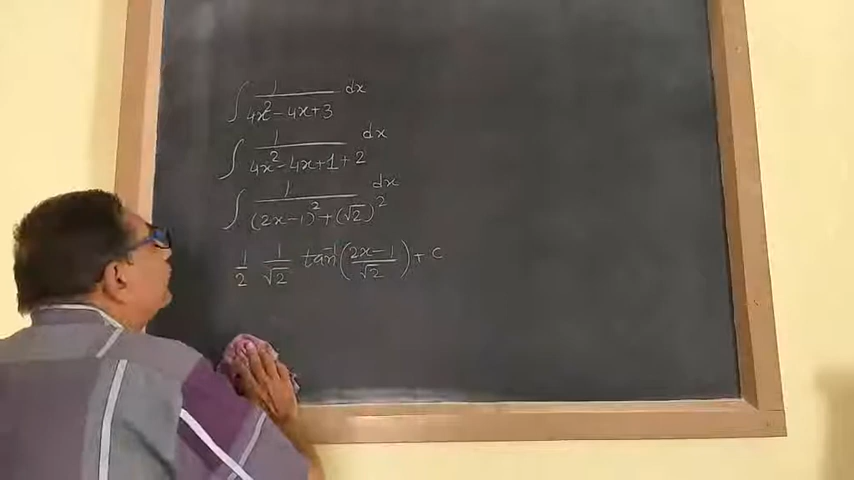 ∫ 1/(4x² − 4x + 3) dx
∫ 1/(4x² − 4x + 1 + 2) dx
∫ 1/((2x − 1)² + (√2)²) dx
1/2 1/√2 tan⁻¹((2x − 1)/√2) + c